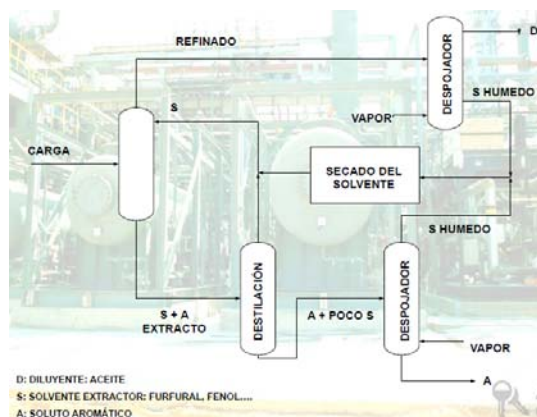 REFINADO
D
DESPOJADOR
S
S HUMEDO
VAPOR
CARGA
SECADO DEL
SOLVENTE
S HUMEDO
DESTILACIÓN
DESPOJADOR
S + A
EXTRACTO
A + POCO S
VAPOR
A
D: DILUYENTE: ACEITE
S: SOLVENTE EXTRACTOR: FURFURAL, FENOL....
A: SOLUTO AROMÁTICO